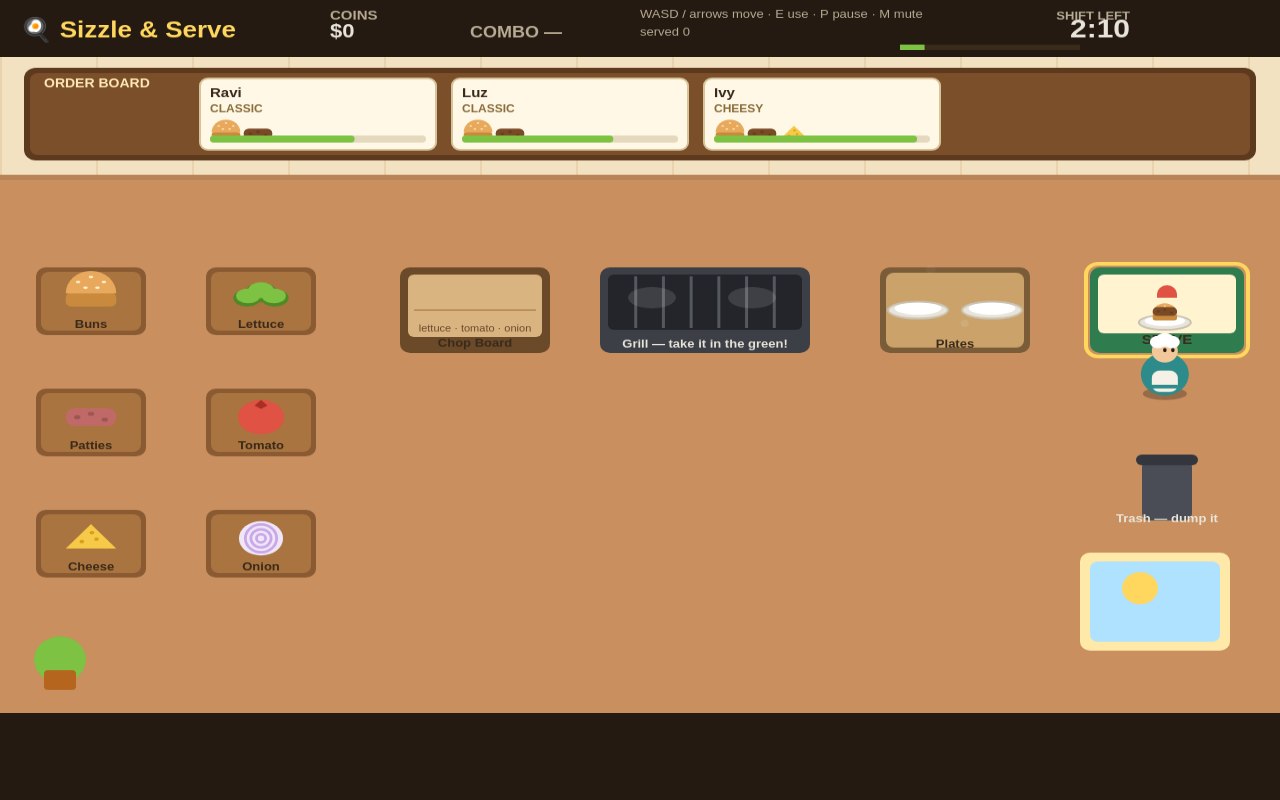 Sizzle & Serve
COINS
$0
COMBO —
WASD / arrows move · E use · P pause · M mute
served 0
SHIFT LEFT
2:10
ORDER BOARD
Ravi
CLASSIC
Luz
CLASSIC
Ivy
CHEESY
Buns
Lettuce
lettuce · tomato · onion
Chop Board
Grill — take it in the green!
Plates
Patties
Tomato
Trash — dump it
Cheese
Onion